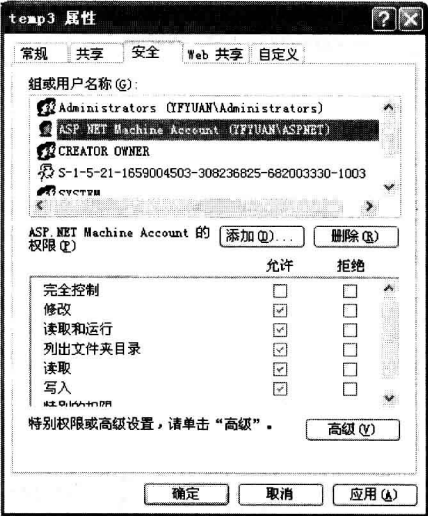 temp3 属性
常规 共享 安全 Web 共享 自定义
组或用户名称(G):
Administrators (YFYUAN\Administrators)
ASP.NET Machine Account (YFYUAN\ASPNET)
CREATOR OWNER
S-1-5-21-1659004503-308236825-682003330-1003
SYSTEM
ASP.NET Machine Account 的
权限(P)
添加(D)... 删除(R)
允许 拒绝
完全控制
修改
读取和运行
列出文件夹目录
读取
写入
特别的权限
特别权限或高级设置，请单击“高级”。
高级(V)
确定 取消 应用(A)